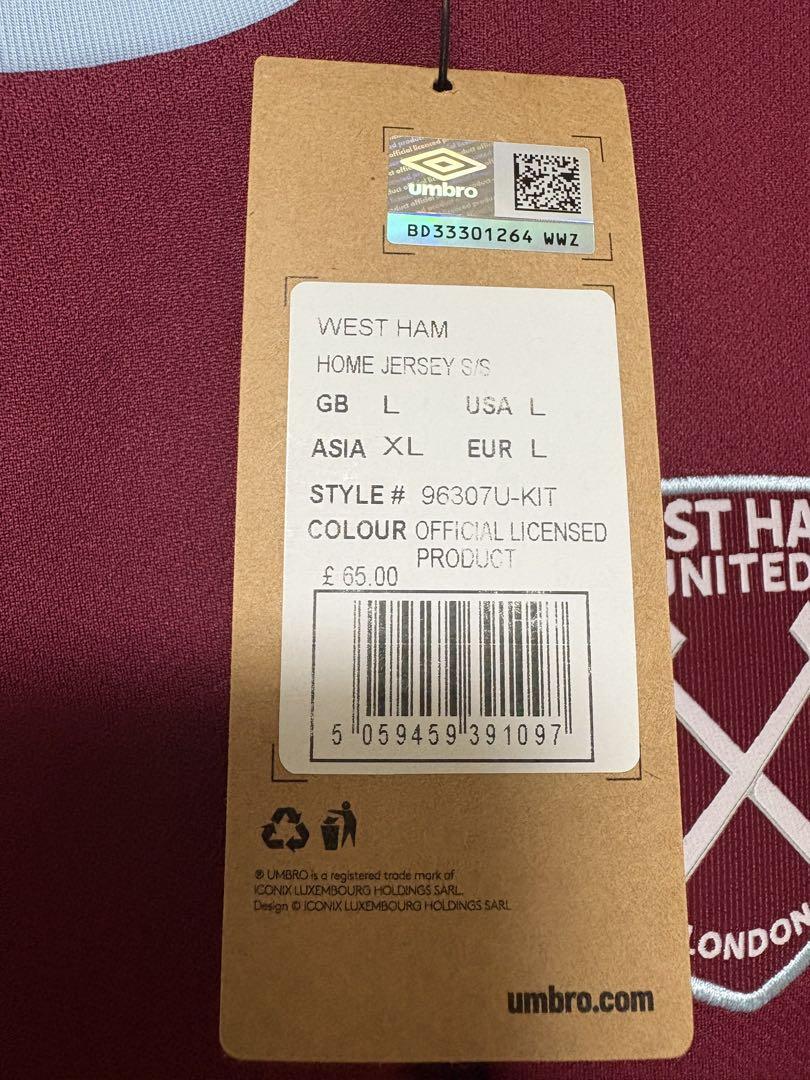 umbro
BD33301264 WWZ
WEST HAM
HOME JERSEY S/S
GB L USA L
ASIA XL EUR L
STYLE # 96307U-KIT
COLOUR OFFICIAL LICENSED
PRODUCT
£ 65.00
5 059459 391097
® UMBRO is a registered trade mark of
ICONIX LUXEMBOURG HOLDINGS SARL.
Design © ICONIX LUXEMBOURG HOLDINGS SARL
umbro.com
ST HA
UNITED
LONDON